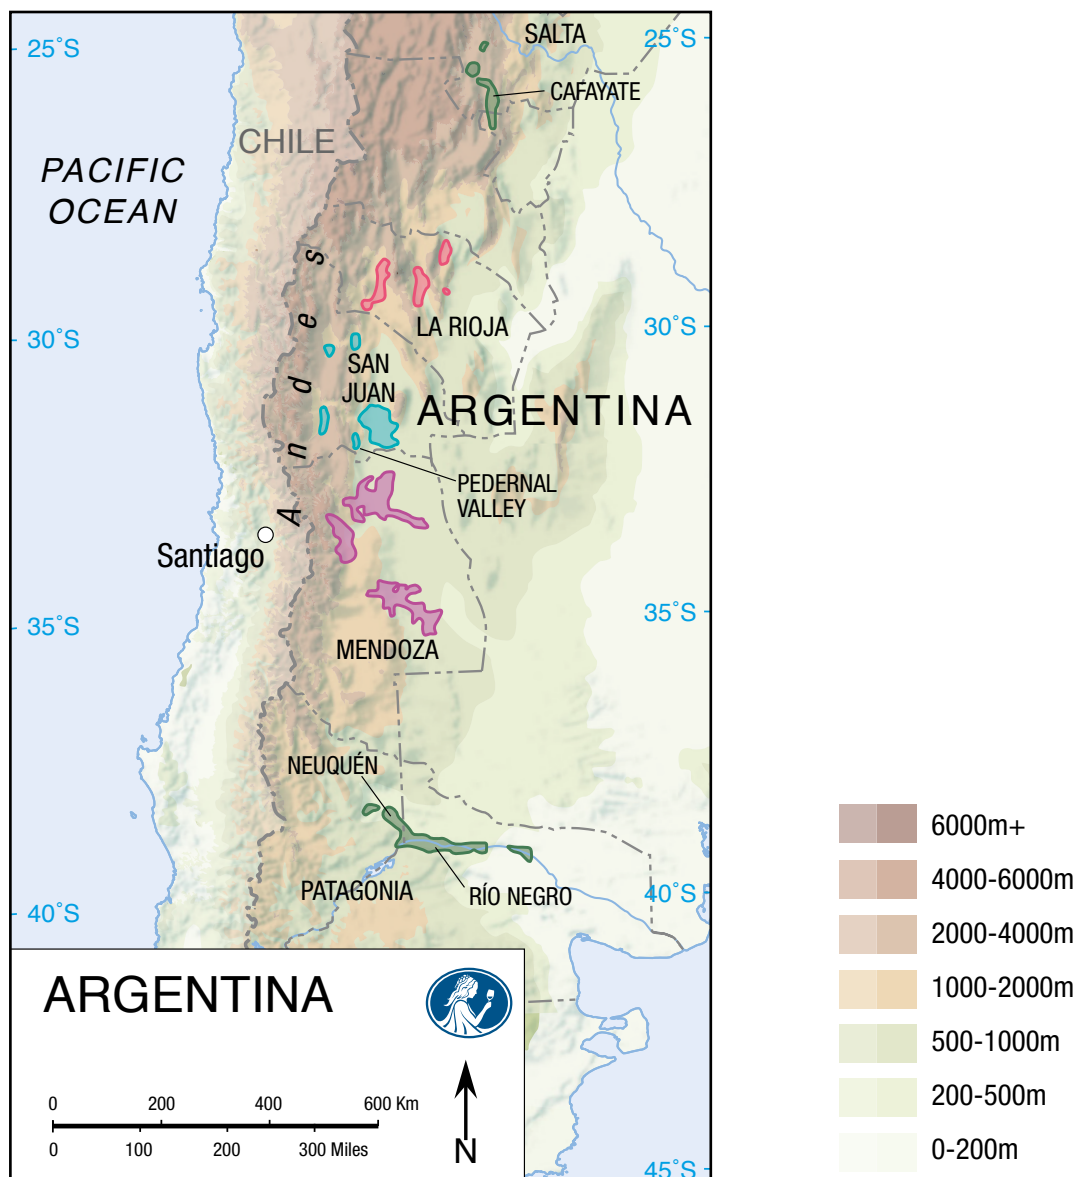 SALTA
25°S
25°S
CAFAYATE
CHILE
PACIFIC
OCEAN
Andes
LA RIOJA
30°S
30°S
SAN
JUAN
ARGENTINA
PEDERNAL
VALLEY
Santiago
35°S
35°S
MENDOZA
NEUQUÉN
PATAGONIA
RÍO NEGRO
40°S
40°S
45°S
ARGENTINA
0 200 400 600 Km
0 100 200 300 Miles
N
6000m+
4000-6000m
2000-4000m
1000-2000m
500-1000m
200-500m
0-200m